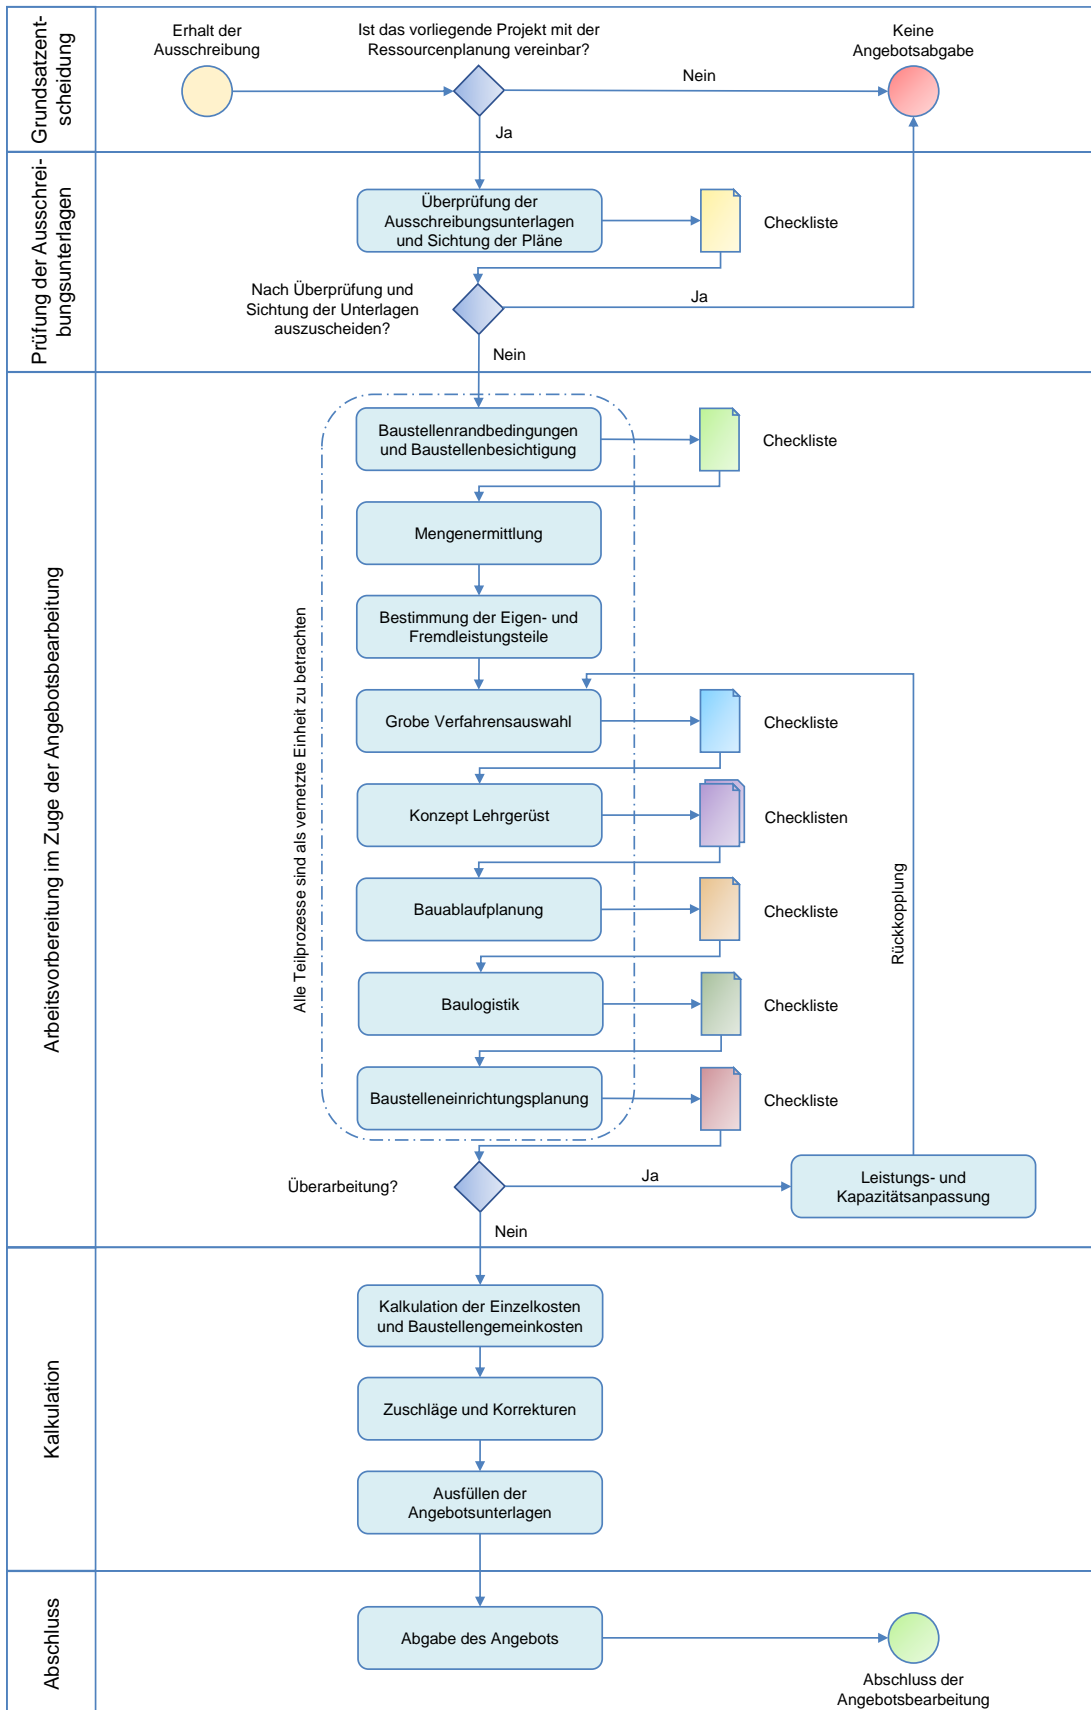 Grundsatzent-
scheidung
Erhalt der
Ausschreibung
Ist das vorliegende Projekt mit der
Ressourcenplanung vereinbar?
Nein
Keine
Angebotsabgabe
Ja
Prüfung der Ausschrei-
bungsunterlagen
Überprüfung der
Ausschreibungsunterlagen
und Sichtung der Pläne
Checkliste
Nach Überprüfung und
Sichtung der Unterlagen
auszuscheiden?
Ja
Nein
Arbeitsvorbereitung im Zuge der Angebotsbearbeitung
Alle Teilprozesse sind als vernetzte Einheit zu betrachten
Baustellenrandbedingungen
und Baustellenbesichtigung
Checkliste
Mengenermittlung
Bestimmung der Eigen- und
Fremdleistungsteile
Grobe Verfahrensauswahl
Checkliste
Konzept Lehrgerüst
Checklisten
Bauablaufplanung
Checkliste
Rückkopplung
Baulogistik
Checkliste
Baustelleneinrichtungsplanung
Checkliste
Überarbeitung?
Ja
Leistungs- und
Kapazitätsanpassung
Nein
Kalkulation
Kalkulation der Einzelkosten
und Baustellengemeinkosten
Zuschläge und Korrekturen
Ausfüllen der
Angebotsunterlagen
Abschluss
Abgabe des Angebots
Abschluss der
Angebotsbearbeitung